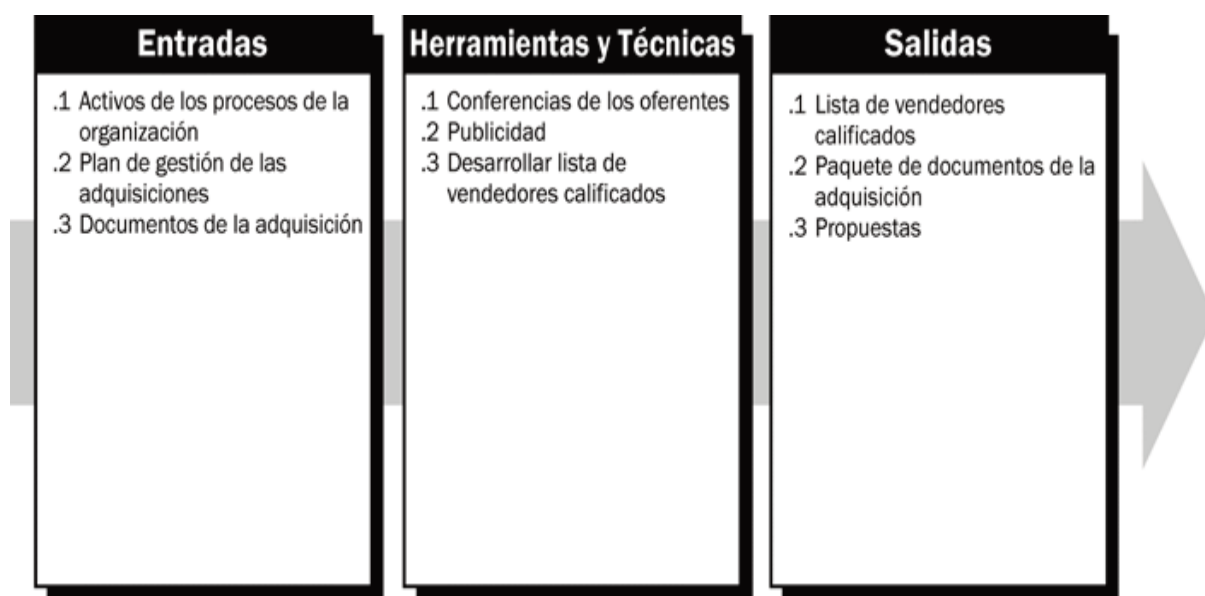 Entradas
.1 Activos de los procesos de la
organización
.2 Plan de gestión de las
adquisiciones
.3 Documentos de la adquisición
Herramientas y Técnicas
.1 Conferencias de los oferentes
.2 Publicidad
.3 Desarrollar lista de
vendedores calificados
Salidas
.1 Lista de vendedores
calificados
.2 Paquete de documentos de la
adquisición
.3 Propuestas